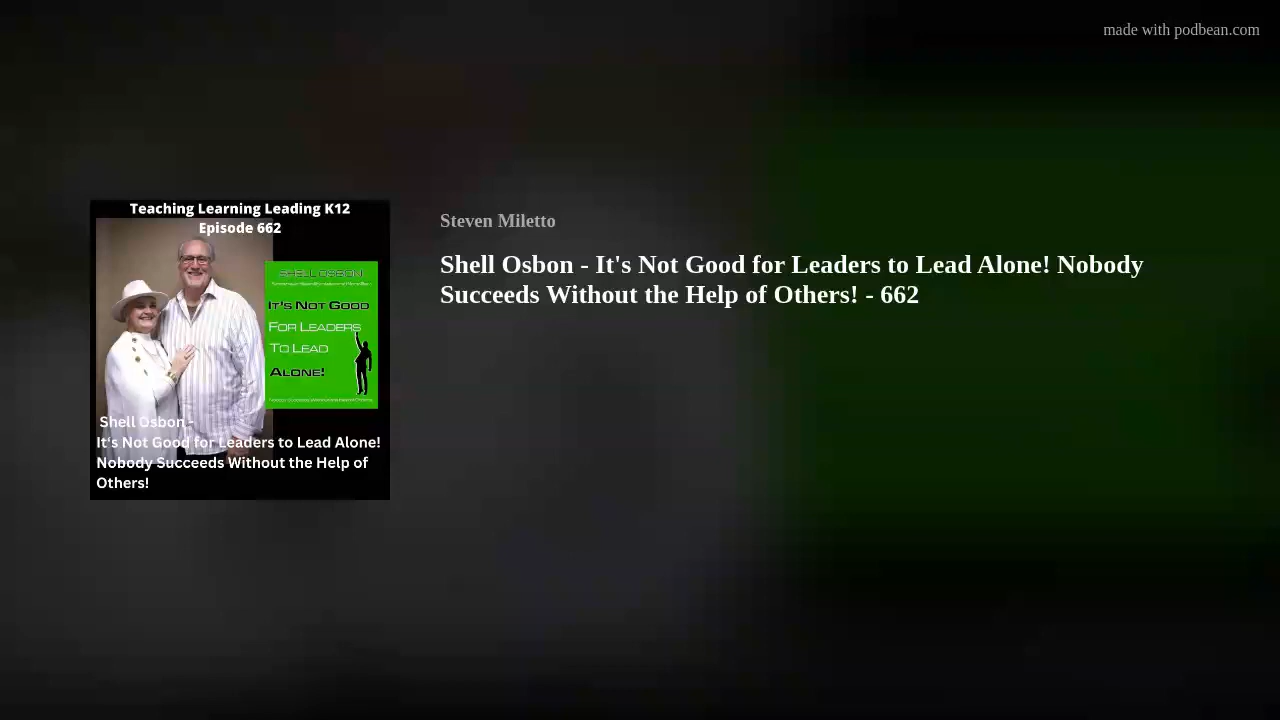 made with podbean.com
Teaching Learning Leading K12
Episode 662
Steven Miletto
Shell Osbon - It's Not Good for Leaders to Lead Alone! Nobody
Succeeds Without the Help of Others! - 662
SHELL OSBON
IT'S NOT GOOD
FOR LEADERS
TO LEAD
ALONE!
Shell Osbon -
It's Not Good for Leaders to Lead Alone!
Nobody Succeeds Without the Help of
Others!